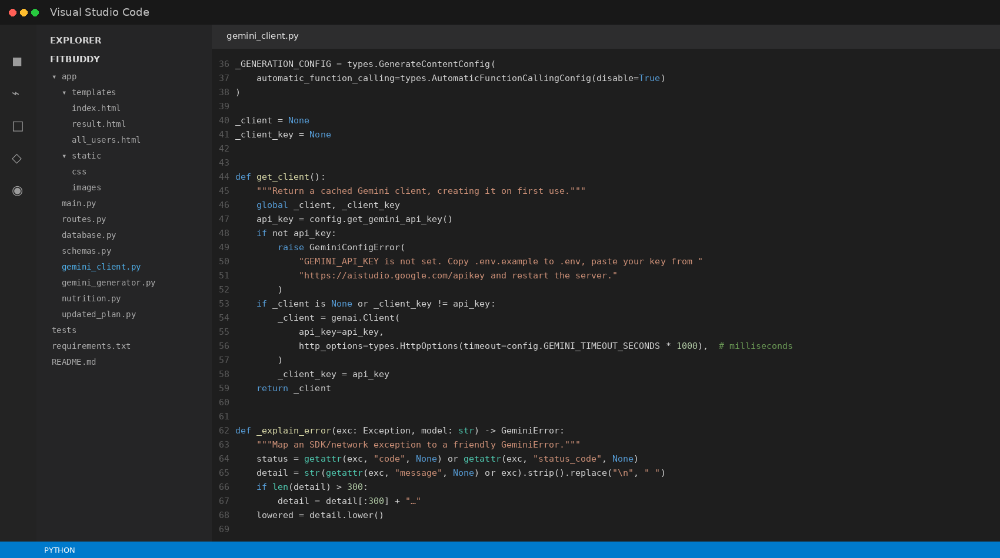 Visual Studio Code
EXPLORER
FITBUDDY
▾ app
▾ templates
index.html
result.html
all_users.html
▾ static
css
images
main.py
routes.py
database.py
schemas.py
gemini_client.py
gemini_generator.py
nutrition.py
updated_plan.py
tests
requirements.txt
README.md
gemini_client.py
36 _GENERATION_CONFIG = types.GenerateContentConfig(
37     automatic_function_calling=types.AutomaticFunctionCallingConfig(disable=True)
38 )
39
40 _client = None
41 _client_key = None
42
43
44 def get_client():
45     """Return a cached Gemini client, creating it on first use."""
46     global _client, _client_key
47     api_key = config.get_gemini_api_key()
48     if not api_key:
49         raise GeminiConfigError(
50             "GEMINI_API_KEY is not set. Copy .env.example to .env, paste your key from "
51             "https://aistudio.google.com/apikey and restart the server."
52         )
53     if _client is None or _client_key != api_key:
54         _client = genai.Client(
55             api_key=api_key,
56             http_options=types.HttpOptions(timeout=config.GEMINI_TIMEOUT_SECONDS * 1000),  # milliseconds
57         )
58         _client_key = api_key
59     return _client
60
61
62 def _explain_error(exc: Exception, model: str) -> GeminiError:
63     """Map an SDK/network exception to a friendly GeminiError."""
64     status = getattr(exc, "code", None) or getattr(exc, "status_code", None)
65     detail = str(getattr(exc, "message", None) or exc).strip().replace("\n", " ")
66     if len(detail) > 300:
67         detail = detail[:300] + "…"
68     lowered = detail.lower()
69
PYTHON